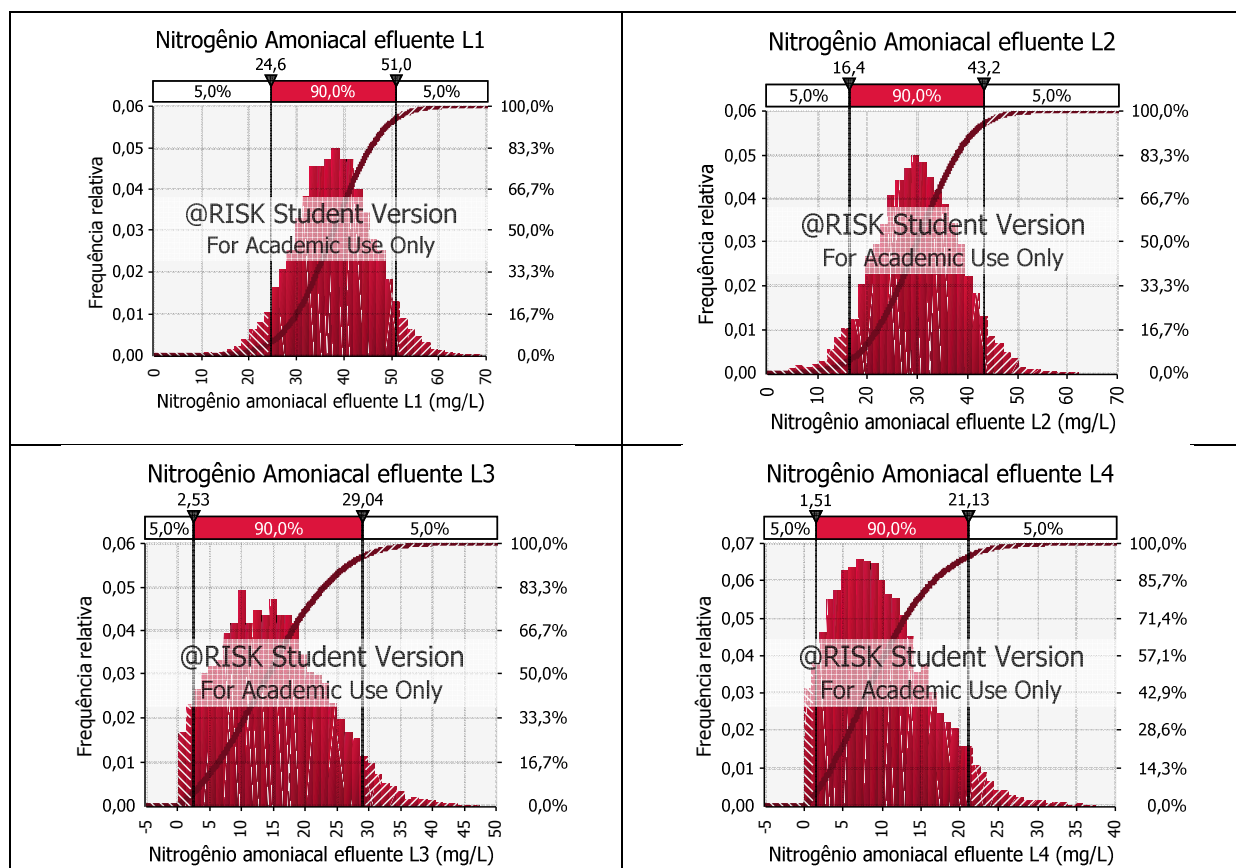 Nitrogênio Amoniacal efluente L1
24,6 51,0
5,0% 90,0% 5,0%
0,06 100,0%
0,05 83,3%
0,04 66,7%
0,03 50,0%
0,02 33,3%
0,01 16,7%
0,00 0,0%
Frequência relativa
@RISK Student Version
For Academic Use Only
0 10 20 30 40 50 60 70
Nitrogênio amoniacal efluente L1 (mg/L)
Nitrogênio Amoniacal efluente L2
16,4 43,2
5,0% 90,0% 5,0%
0,06 100,0%
0,05 83,3%
0,04 66,7%
0,03 50,0%
0,02 33,3%
0,01 16,7%
0,00 0,0%
Frequência relativa
@RISK Student Version
For Academic Use Only
0 10 20 30 40 50 60 70
Nitrogênio amoniacal efluente L2 (mg/L)
Nitrogênio Amoniacal efluente L3
2,53 29,04
5,0% 90,0% 5,0%
0,06 100,0%
0,05 83,3%
0,04 66,7%
0,03 50,0%
0,02 33,3%
0,01 16,7%
0,00 0,0%
Frequência relativa
@RISK Student Version
For Academic Use Only
-5 0 5 10 15 20 25 30 35 40 45 50
Nitrogênio amoniacal efluente L3 (mg/L)
Nitrogênio Amoniacal efluente L4
1,51 21,13
5,0% 90,0% 5,0%
0,07 100,0%
0,06 85,7%
0,05 71,4%
0,04 57,1%
0,03 42,9%
0,02 28,6%
0,01 14,3%
0,00 0,0%
Frequência relativa
@RISK Student Version
For Academic Use Only
-5 0 5 10 15 20 25 30 35 40
Nitrogênio amoniacal efluente L4 (mg/L)